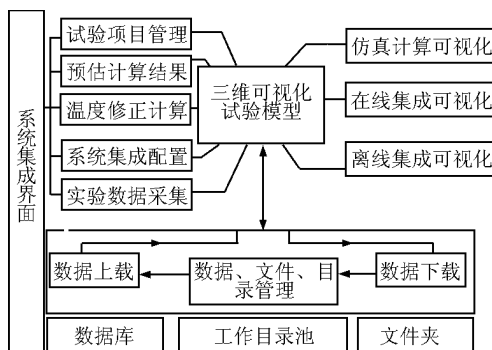 系统集成界面
试验项目管理
预估计算结果
温度修正计算
系统集成配置
实验数据采集
三维可视化
试验模型
仿真计算可视化
在线集成可视化
离线集成可视化
数据上载
数据、文件、目
录管理
数据下载
数据库
工作目录池
文件夹